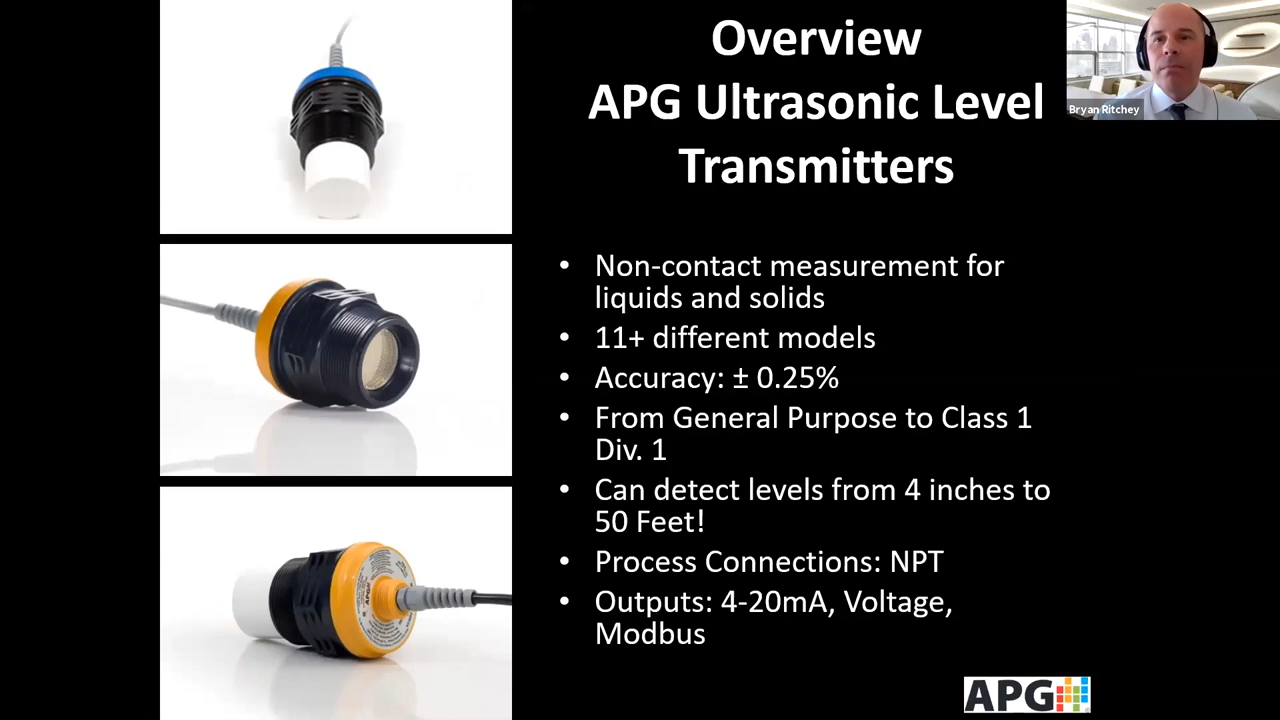 Overview
APG Ultrasonic Level
Transmitters
Bryan Ritchey
• Non-contact measurement for
liquids and solids
• 11+ different models
• Accuracy: ± 0.25%
• From General Purpose to Class 1
Div. 1
• Can detect levels from 4 inches to
50 Feet!
• Process Connections: NPT
• Outputs: 4-20mA, Voltage,
Modbus
APG